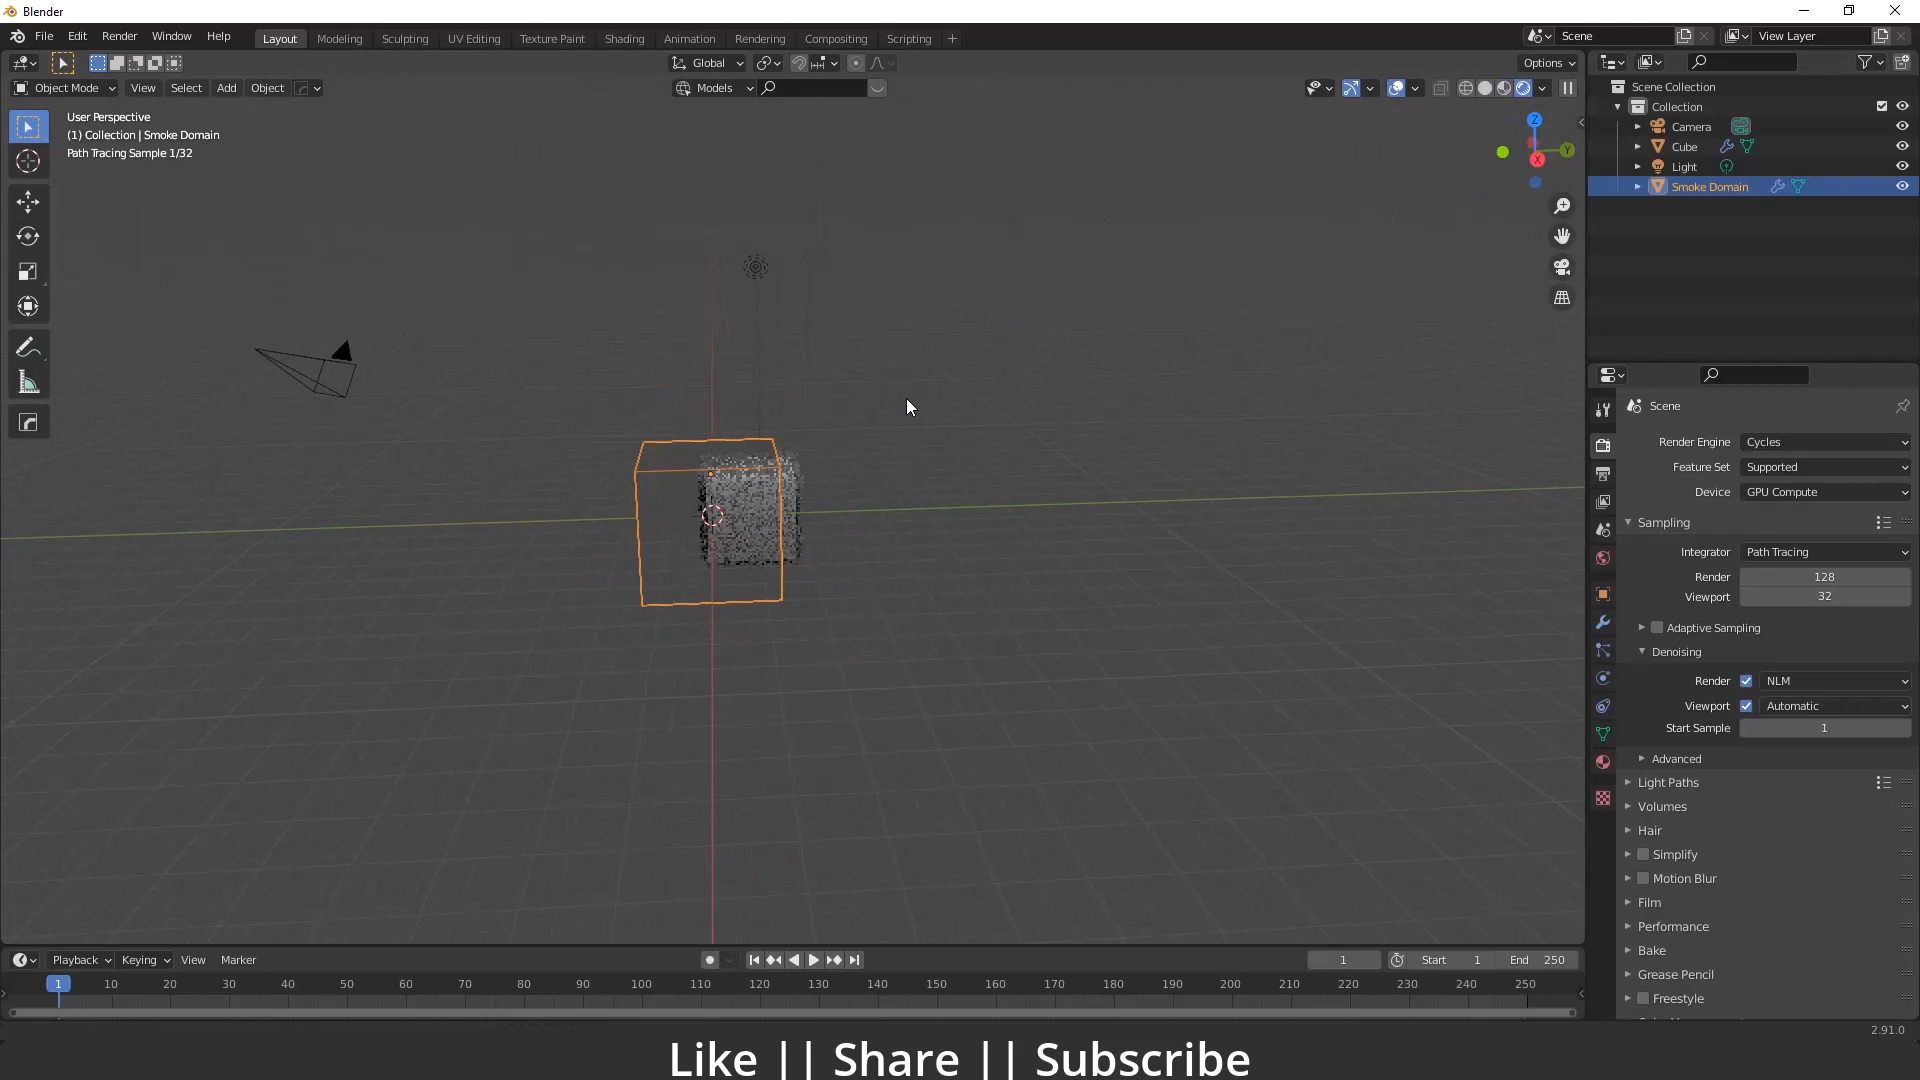 Blender
File Edit Render Window Help Layout Modeling Sculpting UV Editing Texture Paint Shading Animation Rendering Compositing Scripting + Scene View Layer
Global Options
Object Mode View Select Add Object Models
User Perspective
(1) Collection | Smoke Domain
Path Tracing Sample 1/32
Z
Y
X
Scene Collection
Collection
Camera
Cube
Light
Smoke Domain
Scene
Render Engine Cycles
Feature Set Supported
Device GPU Compute
Sampling
Integrator Path Tracing
Render 128
Viewport 32
Adaptive Sampling
Denoising
Render NLM
Viewport Automatic
Start Sample 1
Advanced
Light Paths
Volumes
Hair
Simplify
Motion Blur
Film
Performance
Bake
Grease Pencil
Freestyle
Playback Keying View Marker 1 Start 1 End 250
1 10 20 30 40 50 60 70 80 90 100 110 120 130 140 150 160 170 180 190 200 210 220 230 240 250
2.91.0
Like || Share || Subscribe